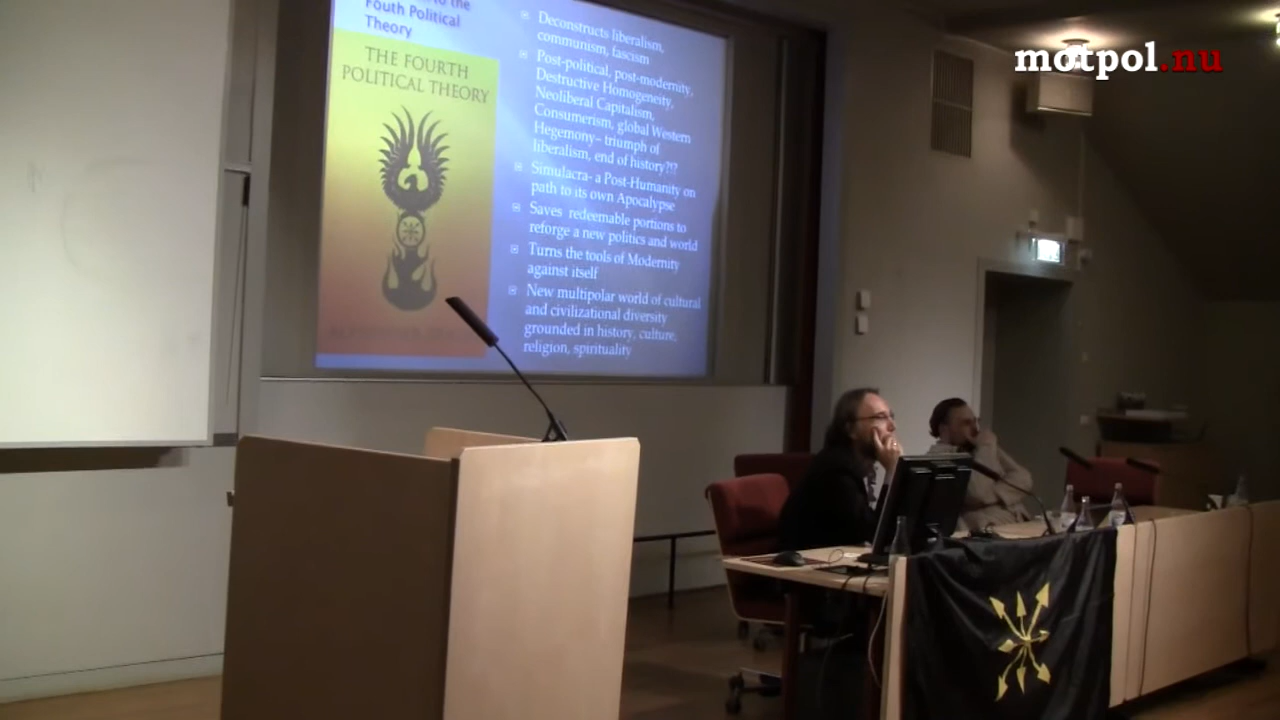 motpol.nu
to the
Fouth Political
Theory
THE FOURTH
POLITICAL THEORY
Deconstructs liberalism,
communism, fascism
Post-political, post-modernity,
Destructive Homogeneity,
Neoliberal Capitalism,
Consumerism, global Western
Hegemony– triumph of
liberalism, end of history?!?
Simulacra- a Post-Humanity on
path to its own Apocalypse
Saves redeemable portions to
reforge a new politics and world
Turns the tools of Modernity
against itself
New multipolar world of cultural
and civilizational diversity
grounded in history, culture,
religion, spirituality